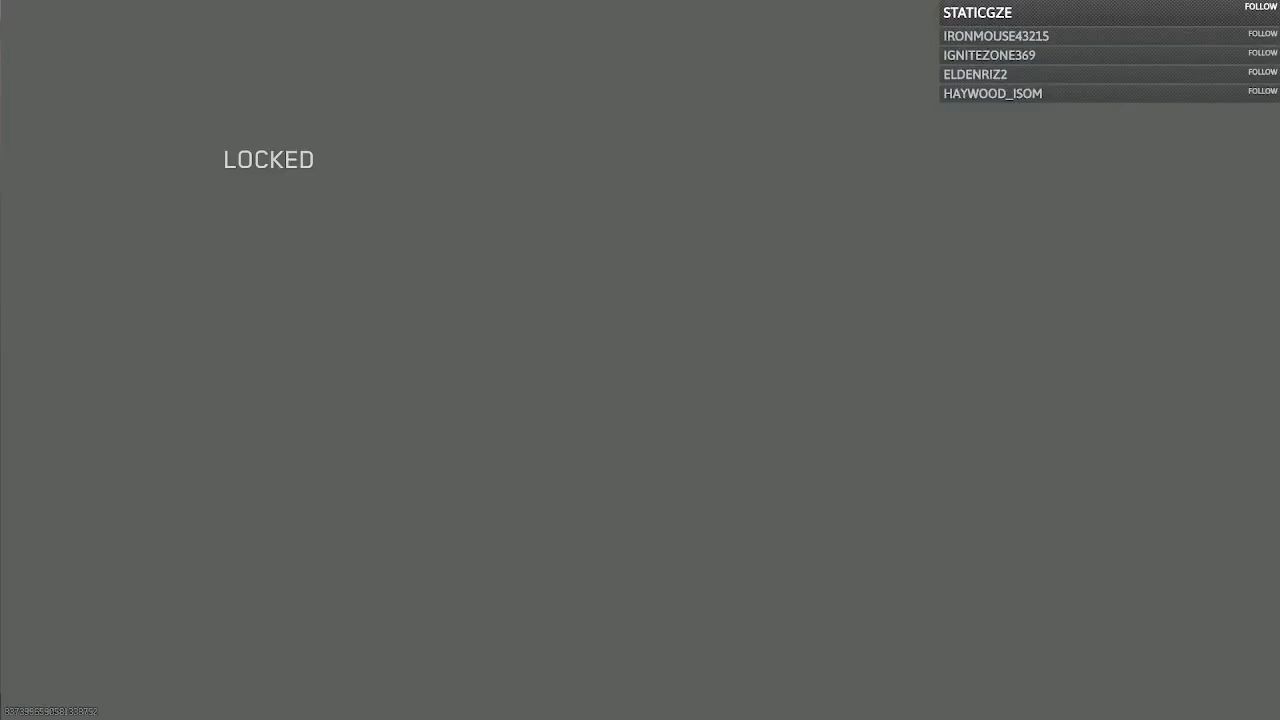 STATICGZE FOLLOW
IRONMOUSE43215 FOLLOW
IGNITEZONE369 FOLLOW
ELDENRIZ2 FOLLOW
HAYWOOD_ISOM FOLLOW
LOCKED